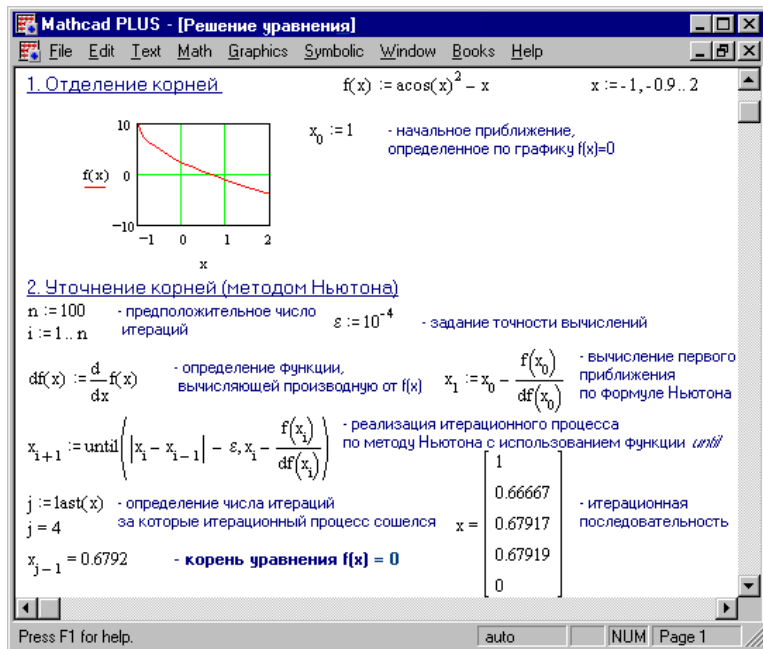 Mathcad PLUS - [Решение уравнения]
File Edit Text Math Graphics Symbolic Window Books Help
1. Отделение корней f(x) := acos(x)² − x x := -1, -0.9 .. 2
10
f(x) 0
−10
−1 0 1 2
x
x₀ := 1 - начальное приближение,
определенное по графику f(x)=0
2. Уточнение корней (методом Ньютона)
n := 100 - предположительное число
i := 1 .. n итераций
ε := 10⁻⁴ - задание точности вычислений
df(x) := d/dx f(x) - определение функции,
вычисляющей производную от f(x)
x₁ := x₀ − f(x₀)/df(x₀) - вычисление первого
приближения
по формуле Ньютона
xᵢ₊₁ := until(|xᵢ − xᵢ₋₁| − ε, xᵢ − f(xᵢ)/df(xᵢ)) - реализация итерационного процесса
по методу Ньютона с использованием функции until
j := last(x) - определение числа итераций
j = 4 за которые итерационный процесс сошелся
x =
1
0.66667
0.67917
0.67919
0
- итерационная
последовательность
xⱼ₋₁ = 0.6792 - корень уравнения f(x) = 0
Press F1 for help. auto NUM Page 1